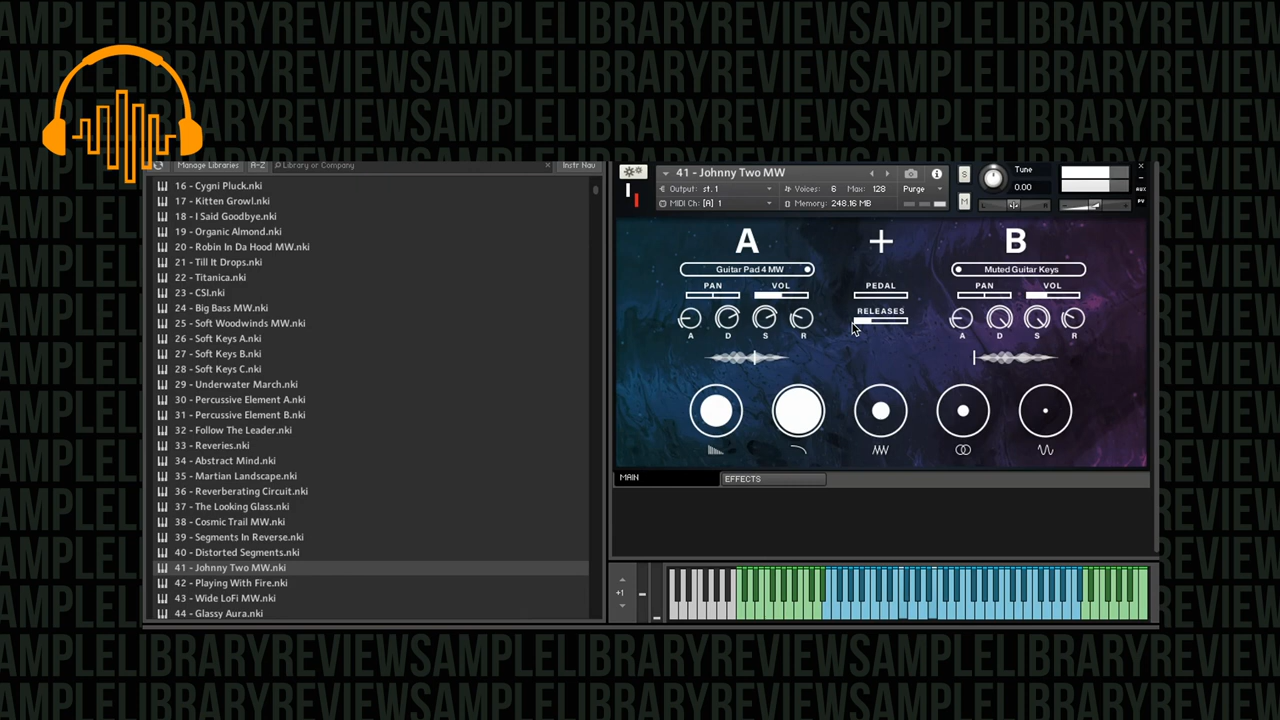 SAMPLELIBRARYREVIEW
Manage Libraries A-Z Library or Company Instr Nav
16 - Cygni Pluck.nki
17 - Kitten Growl.nki
18 - I Said Goodbye.nki
19 - Organic Almond.nki
20 - Robin In Da Hood MW.nki
21 - Till It Drops.nki
22 - Titanica.nki
23 - CSI.nki
24 - Big Bass MW.nki
25 - Soft Woodwinds MW.nki
26 - Soft Keys A.nki
27 - Soft Keys B.nki
28 - Soft Keys C.nki
29 - Underwater March.nki
30 - Percussive Element A.nki
31 - Percussive Element B.nki
32 - Follow The Leader.nki
33 - Reveries.nki
34 - Abstract Mind.nki
35 - Martian Landscape.nki
36 - Reverberating Circuit.nki
37 - The Looking Glass.nki
38 - Cosmic Trail MW.nki
39 - Segments In Reverse.nki
40 - Distorted Segments.nki
41 - Johnny Two MW.nki
42 - Playing With Fire.nki
43 - Wide LoFi MW.nki
44 - Glassy Aura.nki
41 - Johnny Two MW
Output: st. 1 Voices: 6 Max: 128 Purge
MIDI Ch: [A] 1 Memory: 248.16 MB
S
M
Tune
0.00
L R
AUX
PV
A + B
Guitar Pad 4 MW Muted Guitar Keys
PAN VOL PEDAL PAN VOL
RELEASES
A D S R A D S R
MAIN EFFECTS
+1